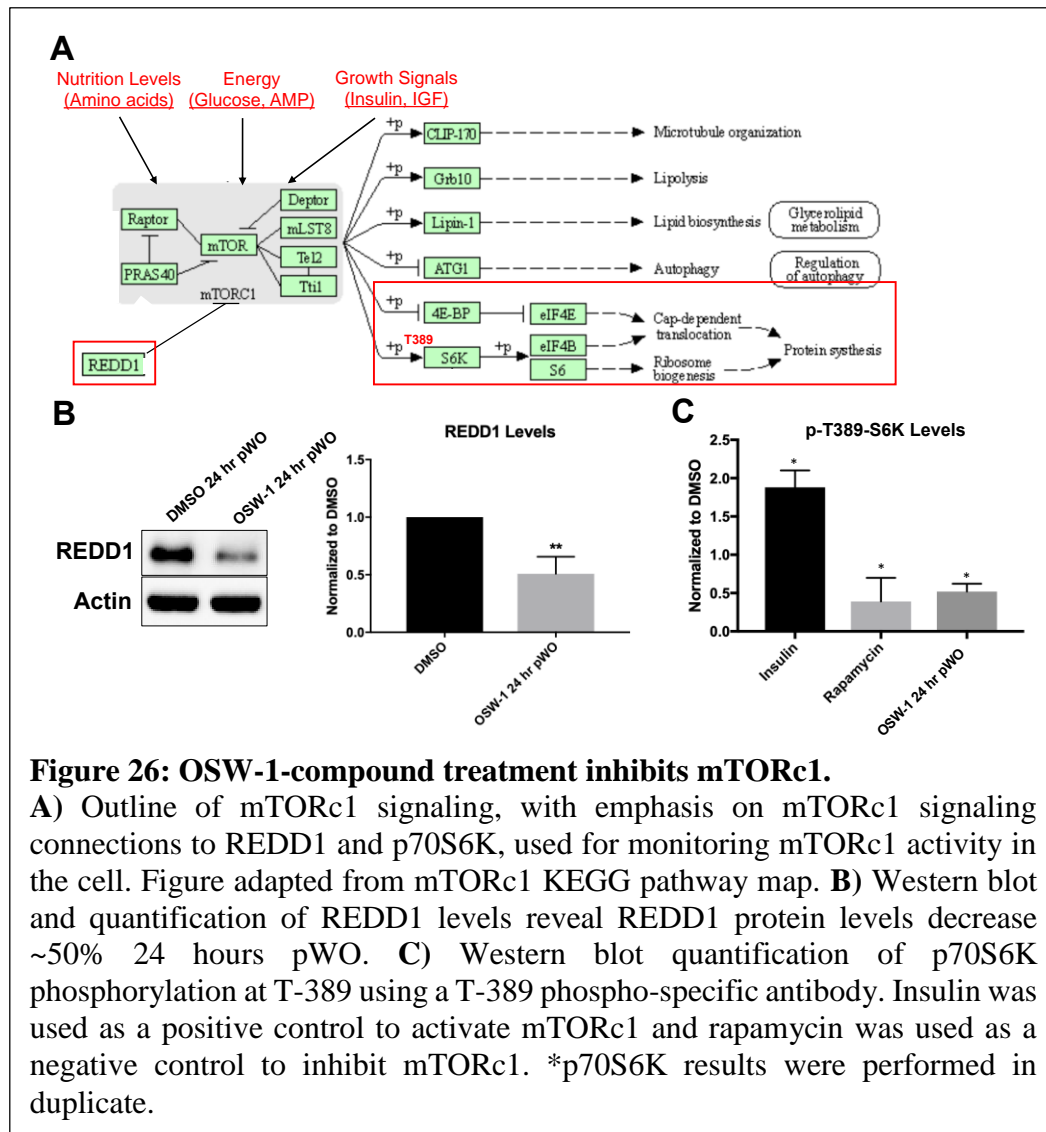 A
Nutrition Levels
(Amino acids)
Energy
(Glucose, AMP)
Growth Signals
(Insulin, IGF)
+p
CLIP-170
Microtubule organization
+p
Grb10
Lipolysis
+p
Lipin-1
Lipid biosynthesis
Glycerolipid
metabolism
+p
ATG1
Autophagy
Regulation
of autophagy
+p
4E-BP
eIF4E
Cap-dependent
translocation
T389
+p
S6K
+p
eIF4B
S6
Ribosome
biogenesis
Protein systhesis
Raptor
PRAS40
mTOR
Deptor
mLST8
Tel2
Tti1
mTORC1
REDD1
B
DMSO 24 hr pWO
OSW-1 24 hr pWO
REDD1
Actin
REDD1 Levels
Normalized to DMSO
1.5
1.0
0.5
0.0
**
DMSO
OSW-1 24 hr pWO
C
p-T389-S6K Levels
Normalized to DMSO
2.5
2.0
1.5
1.0
0.5
0.0
*
*
*
Insulin
Rapamycin
OSW-1 24 hr pWO
Figure 26: OSW-1-compound treatment inhibits mTORc1.
A) Outline of mTORc1 signaling, with emphasis on mTORc1 signaling
connections to REDD1 and p70S6K, used for monitoring mTORc1 activity in
the cell. Figure adapted from mTORc1 KEGG pathway map. B) Western blot
and quantification of REDD1 levels reveal REDD1 protein levels decrease
~50% 24 hours pWO. C) Western blot quantification of p70S6K
phosphorylation at T-389 using a T-389 phospho-specific antibody. Insulin was
used as a positive control to activate mTORc1 and rapamycin was used as a
negative control to inhibit mTORc1. *p70S6K results were performed in
duplicate.